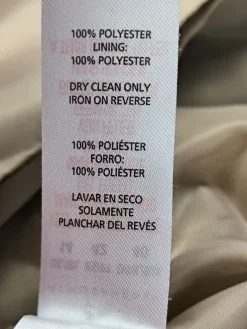 100% POLYESTER
LINING:
100% POLYESTER
DRY CLEAN ONLY
IRON ON REVERSE
100% POLIÉSTER
FORRO:
100% POLIÉSTER
LAVAR EN SECO
SOLAMENTE
PLANCHAR DEL REVÉS